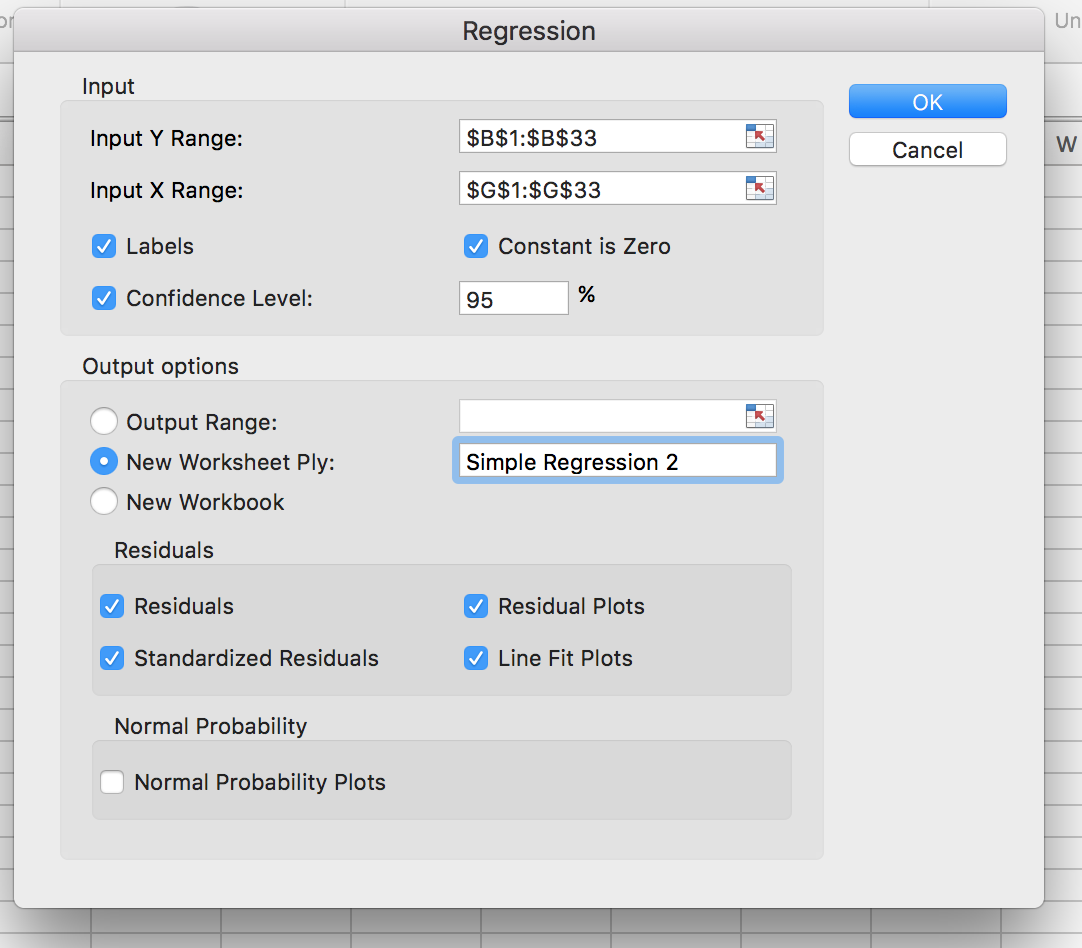 Regression
Un
Input
OK
Input Y Range: $B$1:$B$33
Cancel
W
Input X Range: $G$1:$G$33
Labels Constant is Zero
Confidence Level: 95 %
Output options
Output Range:
New Worksheet Ply: Simple Regression 2
New Workbook
Residuals
Residuals Residual Plots
Standardized Residuals Line Fit Plots
Normal Probability
Normal Probability Plots